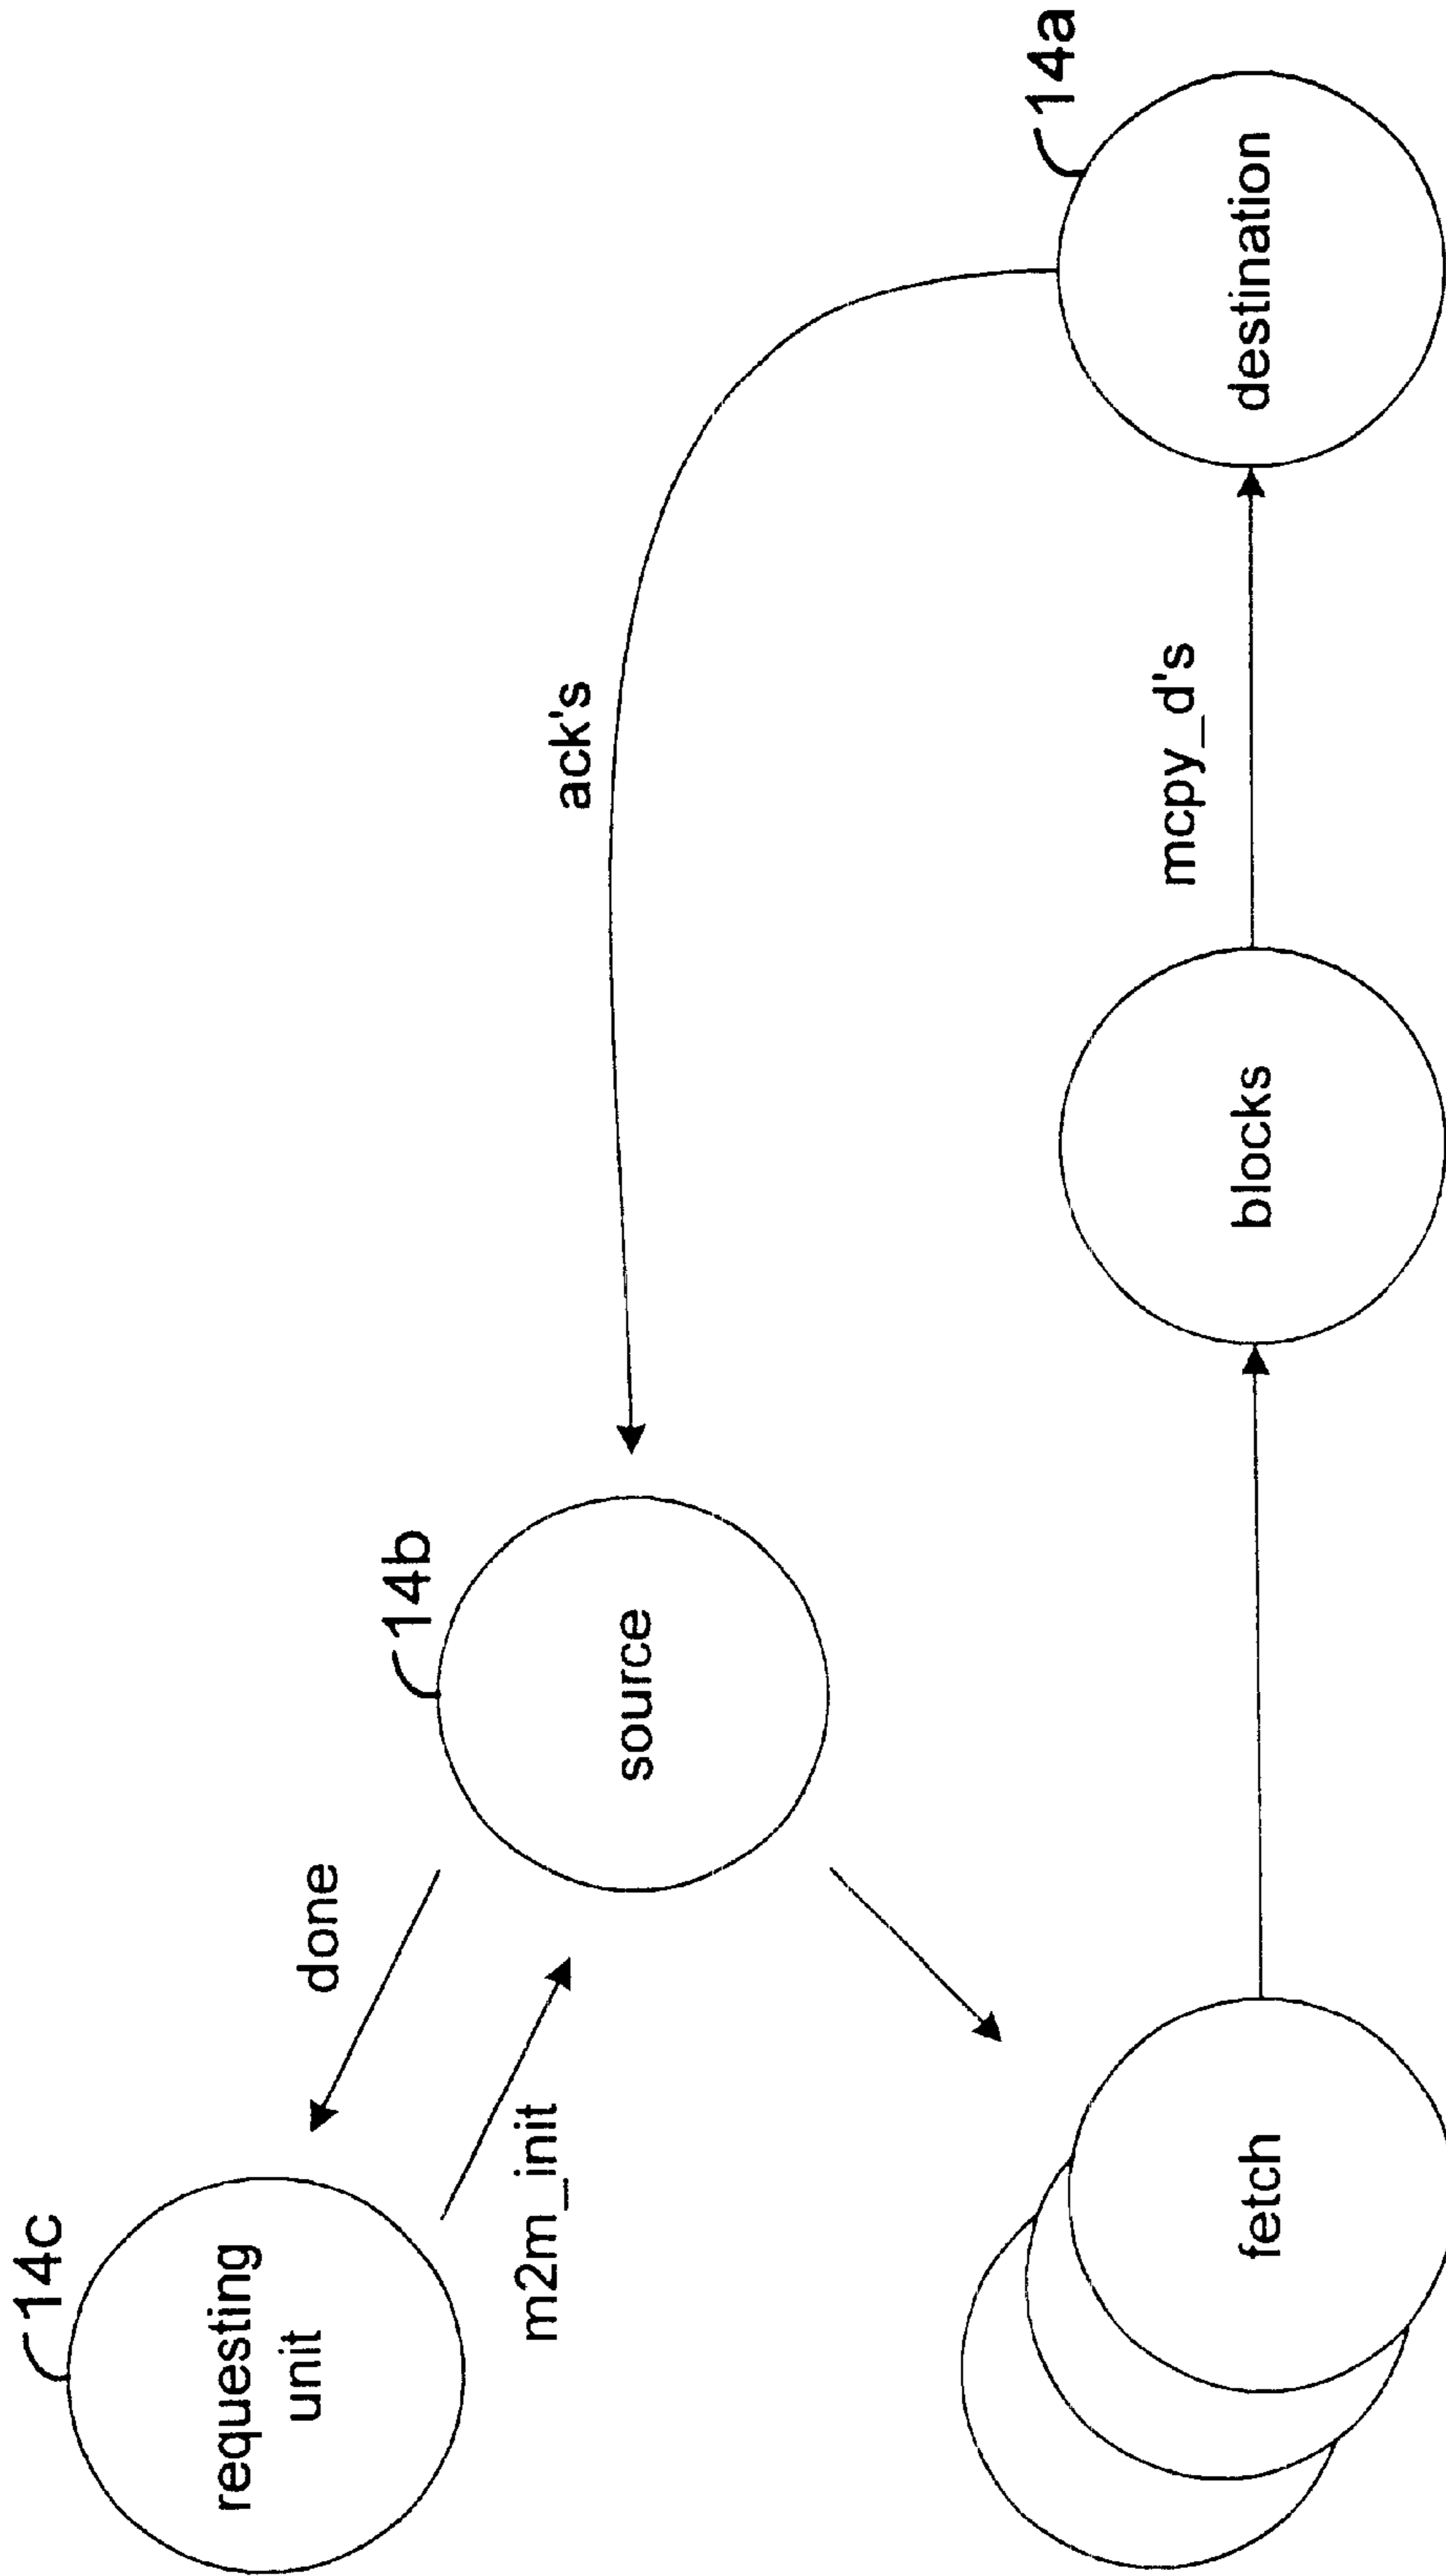 14c
requesting
unit
done
m2m_init
14b
source
ack's
fetch
blocks
mcpy_d's
14a
destination